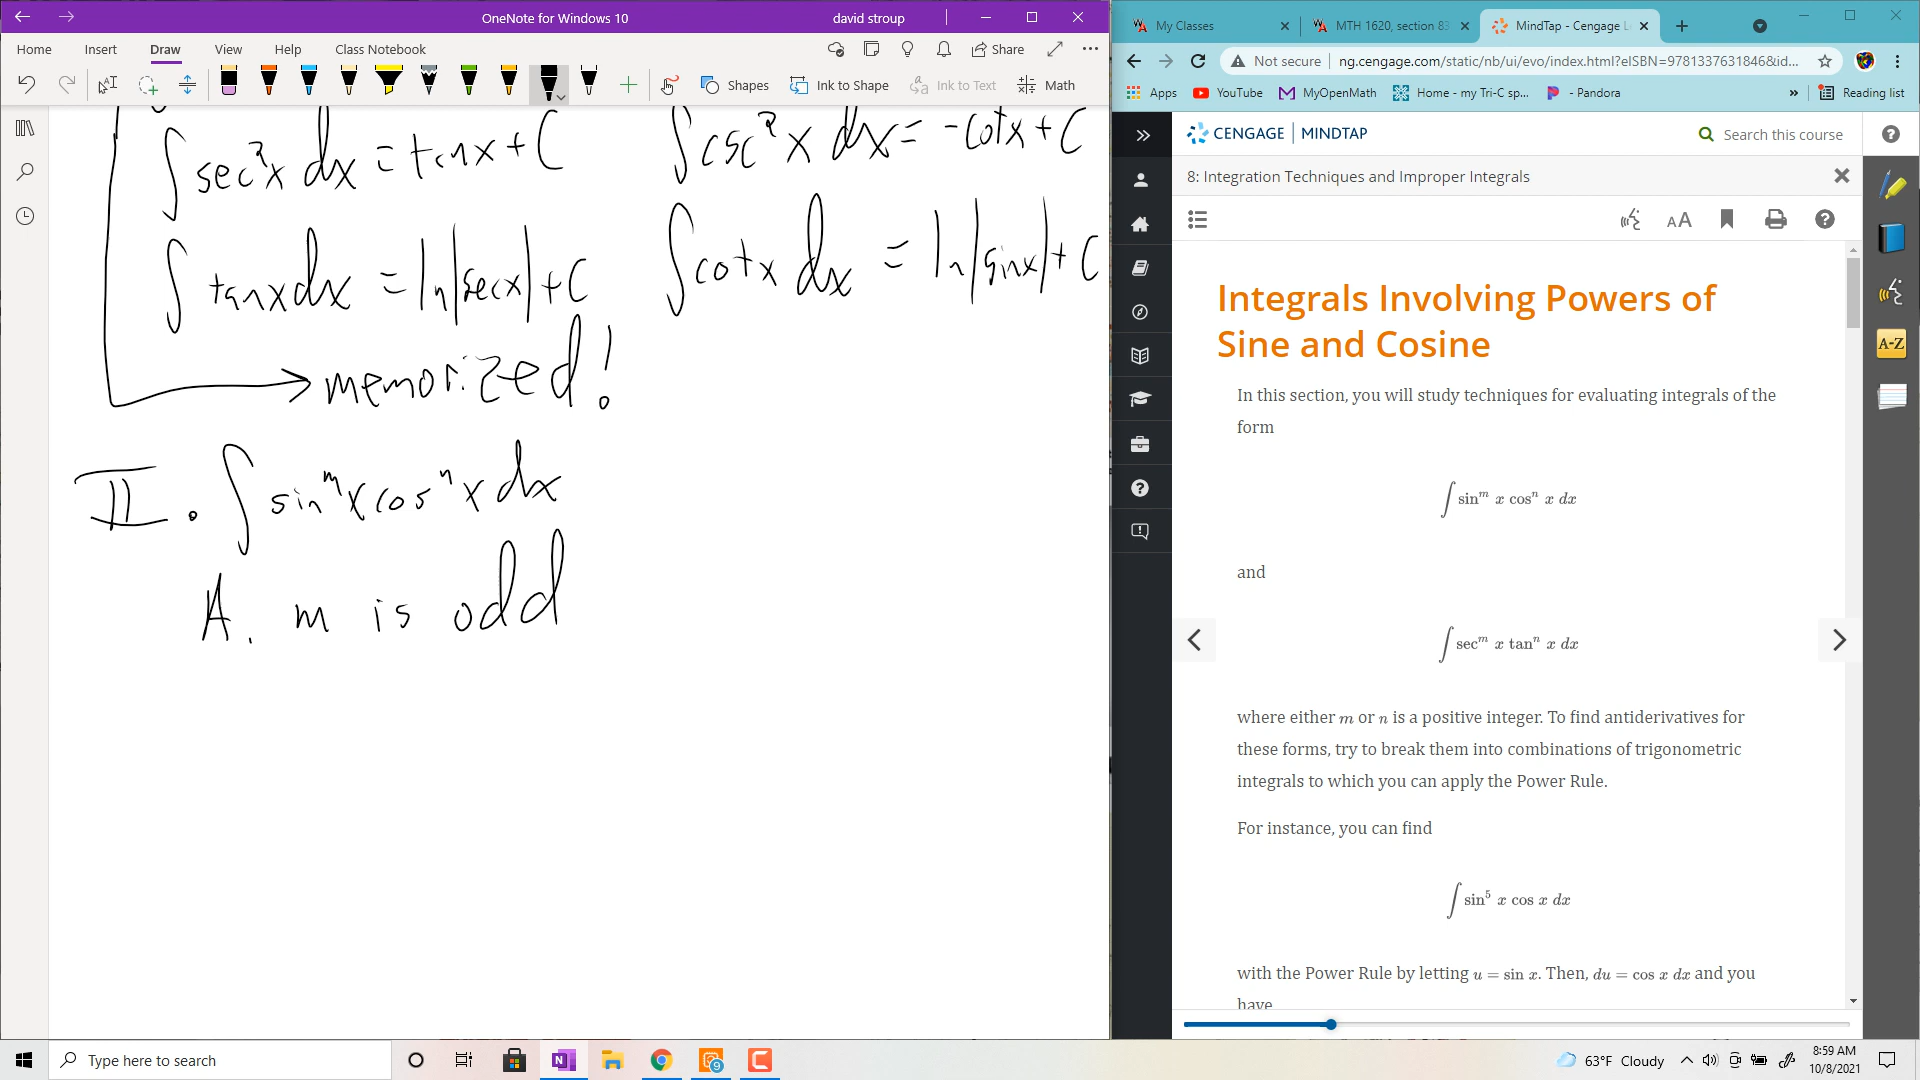 OneNote for Windows 10
david stroup
Home Insert Draw View Help Class Notebook
Share
Shapes Ink to Shape Ink to Text Math
∫ sec²x dx = tanx + C ∫ csc²x dx = -cotx + C
∫ tanx dx = ln|secx| + C ∫ cotx dx = ln|sinx| + C
memorized!
II. ∫ sinᵐx cosⁿx dx
A. m is odd
My Classes MTH 1620, section 83 MindTap - Cengage L
Not secure ng.cengage.com/static/nb/ui/evo/index.html?eISBN=9781337631846&id...
Apps YouTube MyOpenMath Home - my Tri-C sp... - Pandora » Reading list
CENGAGE | MINDTAP
Search this course
8: Integration Techniques and Improper Integrals
AA
A-Z
Integrals Involving Powers of
Sine and Cosine
In this section, you will study techniques for evaluating integrals of the
form
∫ sinᵐ x cosⁿ x dx
and
∫ secᵐ x tanⁿ x dx
where either m or n is a positive integer. To find antiderivatives for
these forms, try to break them into combinations of trigonometric
integrals to which you can apply the Power Rule.
For instance, you can find
∫ sin⁵ x cos x dx
with the Power Rule by letting u = sin x. Then, du = cos x dx and you
have
Type here to search
9
63°F Cloudy
8:59 AM
10/8/2021